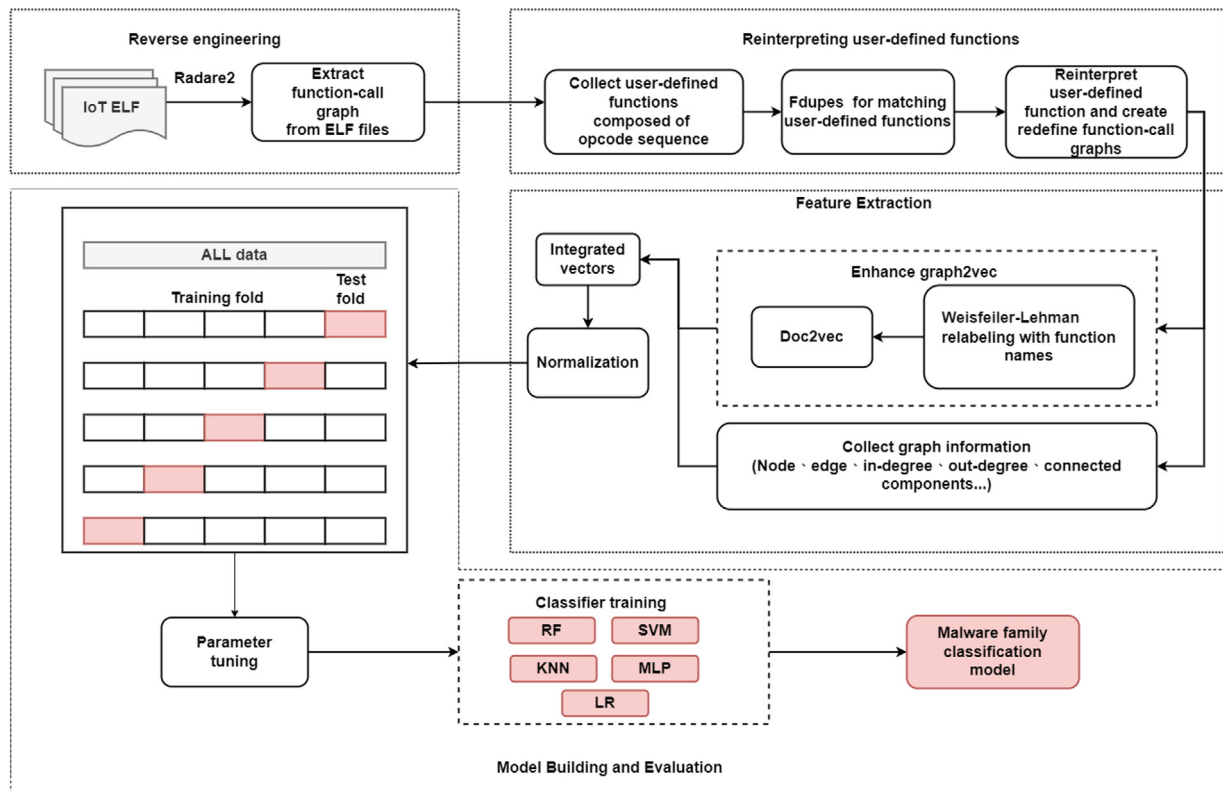 Reverse engineering
IoT ELF
Radare2
Extract
function-call
graph
from ELF files
Reinterpreting user-defined functions
Collect user-defined
functions
composed of
opcode sequence
Fdupes for matching
user-defined functions
Reinterpret
user-defined
function and create
redefine function-call
graphs
Feature Extraction
Integrated
vectors
Normalization
Enhance graph2vec
Doc2vec
Weisfeiler-Lehman
relabeling with function
names
Collect graph information
(Node、edge、in-degree、out-degree、connected
components...)
ALL data
Training fold
Test
fold
Parameter
tuning
Classifier training
RF
SVM
KNN
MLP
LR
Malware family
classification
model
Model Building and Evaluation